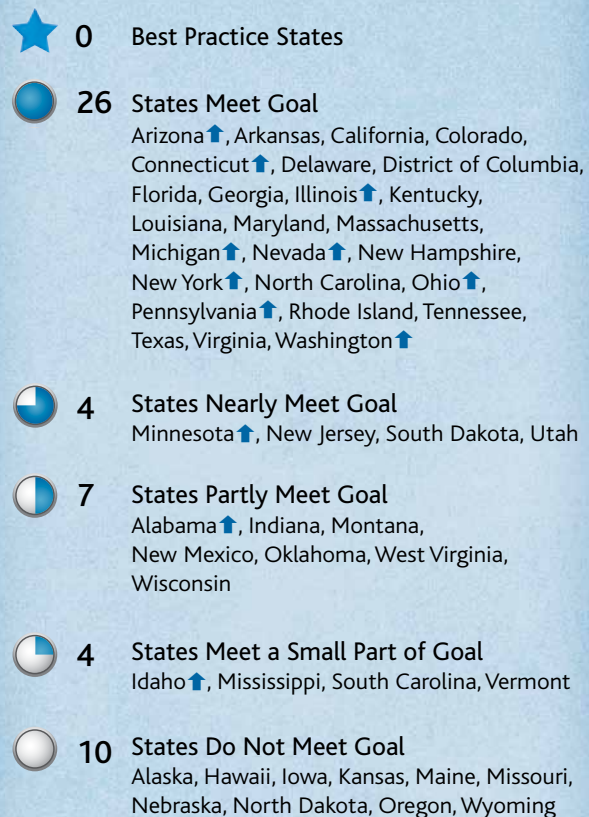 0 Best Practice States
26 States Meet Goal
Arizona⬆, Arkansas, California, Colorado,
Connecticut⬆, Delaware, District of Columbia,
Florida, Georgia, Illinois⬆, Kentucky,
Louisiana, Maryland, Massachusetts,
Michigan⬆, Nevada⬆, New Hampshire,
New York⬆, North Carolina, Ohio⬆,
Pennsylvania⬆, Rhode Island, Tennessee,
Texas, Virginia, Washington⬆
4 States Nearly Meet Goal
Minnesota⬆, New Jersey, South Dakota, Utah
7 States Partly Meet Goal
Alabama⬆, Indiana, Montana,
New Mexico, Oklahoma, West Virginia,
Wisconsin
4 States Meet a Small Part of Goal
Idaho⬆, Mississippi, South Carolina, Vermont
10 States Do Not Meet Goal
Alaska, Hawaii, Iowa, Kansas, Maine, Missouri,
Nebraska, North Dakota, Oregon, Wyoming